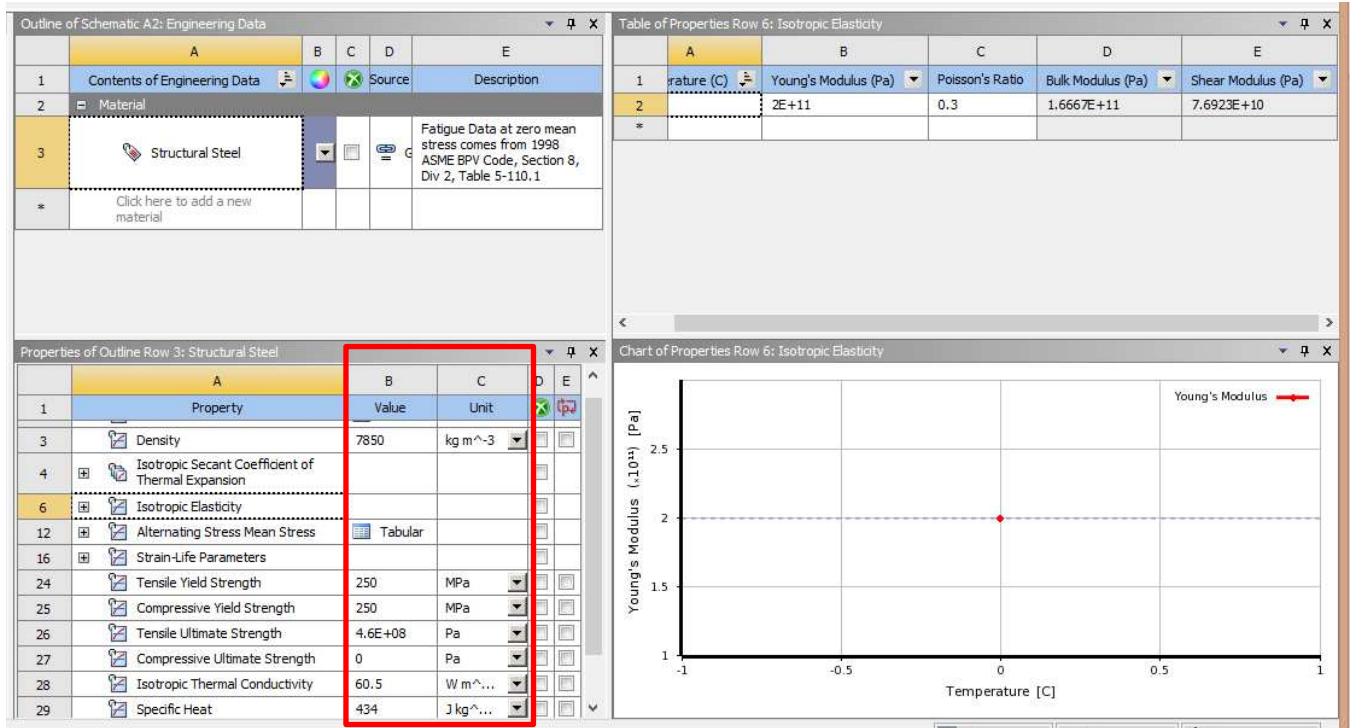 Outline of Schematic A2: Engineering Data
A B C D E
1 Contents of Engineering Data Source Description
2 Material
3 Structural Steel G Fatigue Data at zero mean
stress comes from 1998
ASME BPV Code, Section 8,
Div 2, Table 5-110.1
* Click here to add a new
material
Table of Properties Row 6: Isotropic Elasticity
A B C D E
1 rature (C) Young's Modulus (Pa) Poisson's Ratio Bulk Modulus (Pa) Shear Modulus (Pa)
2 2E+11 0.3 1.6667E+11 7.6923E+10
*
Properties of Outline Row 3: Structural Steel
A B C D E
1 Property Value Unit
3 Density 7850 kg m^-3
4 Isotropic Secant Coefficient of
Thermal Expansion
6 Isotropic Elasticity
12 Alternating Stress Mean Stress Tabular
16 Strain-Life Parameters
24 Tensile Yield Strength 250 MPa
25 Compressive Yield Strength 250 MPa
26 Tensile Ultimate Strength 4.6E+08 Pa
27 Compressive Ultimate Strength 0 Pa
28 Isotropic Thermal Conductivity 60.5 W m^...
29 Specific Heat 434 J kg^...
Chart of Properties Row 6: Isotropic Elasticity
Young's Modulus
Young's Modulus (x10¹¹) [Pa]
2.5
2
1.5
1
-1 -0.5 0 0.5 1
Temperature [C]